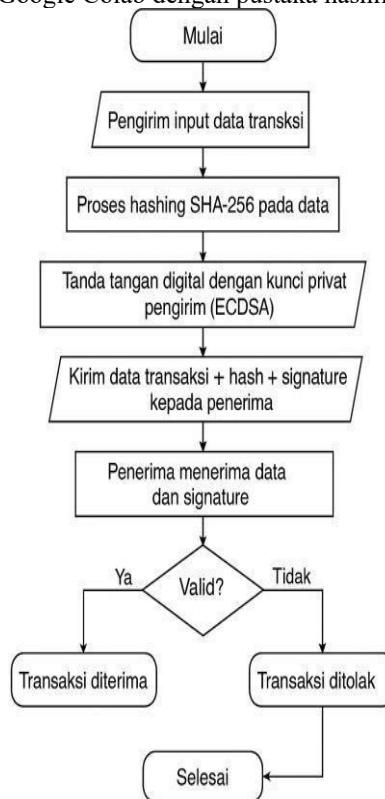 Google Colab dengan pustaka
Mulai
Pengirim input data transksi
Proses hashing SHA-256 pada data
Tanda tangan digital dengan kunci privat
pengirim (ECDSA)
Kirim data transaksi + hash + signature
kepada penerima
Penerima menerima data
dan signature
Ya
Valid?
Tidak
Transaksi diterima
Transaksi ditolak
Selesai